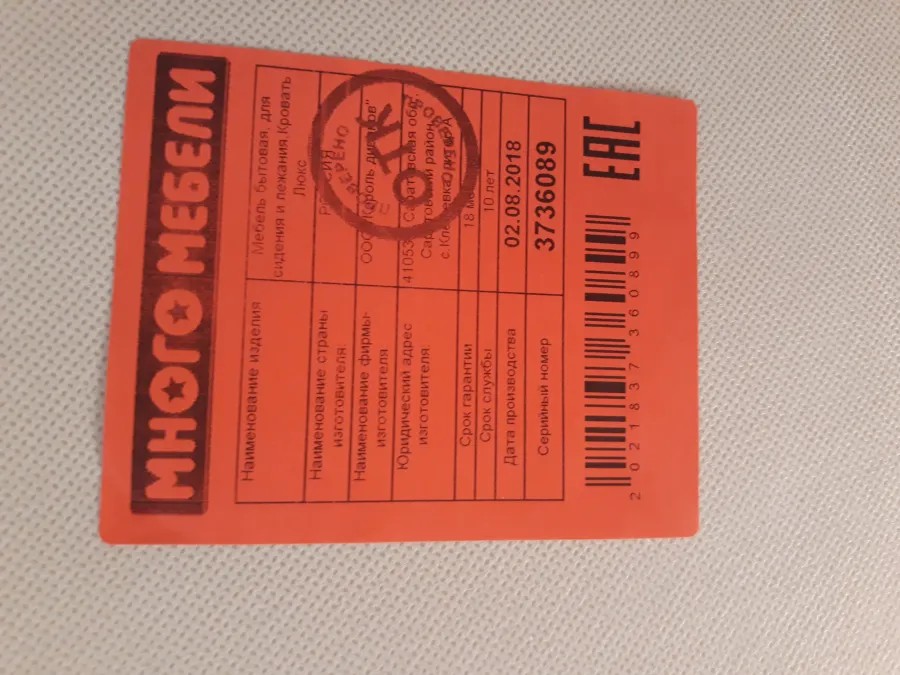 МНОГО МЕБЕЛИ
Наименование изделия
Мебель бытовая, для
сидения и лежания.Кровать
Люкс
Наименование страны
изготовителя:
РОССИЯ
Наименование фирмы-
изготовителя
ООО "Король диванов"
Юридический адрес
изготовителя
Саратовская обл.,
Саратовский район,
Срок гарантии
18
Срок службы
10 лет
Дата производства
02.08.2018
Серийный номер
3736089
ОТК
EAC
2021837360899